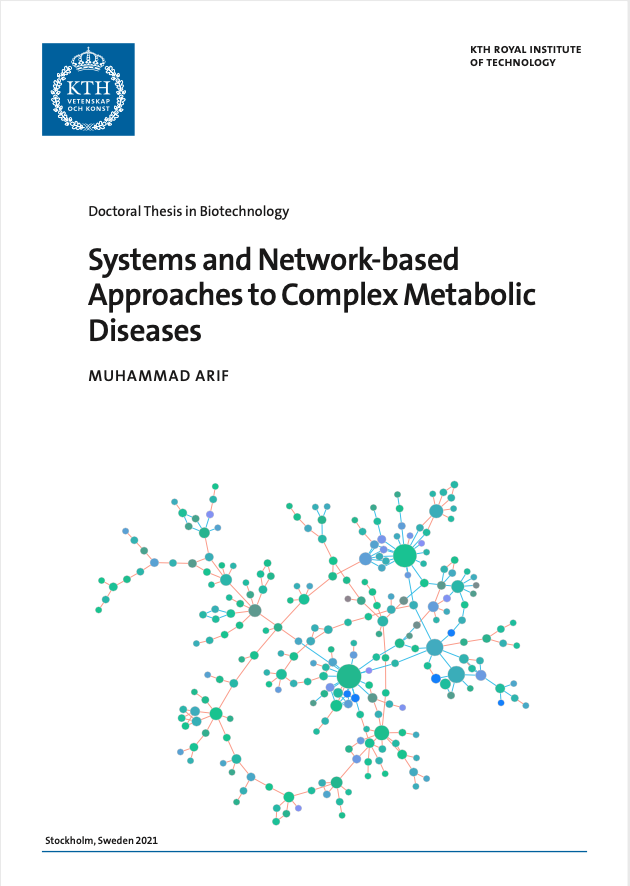 KTH
VETENSKAP
OCH KONST
KTH ROYAL INSTITUTE
OF TECHNOLOGY
Doctoral Thesis in Biotechnology
Systems and Network-based
Approaches to Complex Metabolic
Diseases
MUHAMMAD ARIF
Stockholm, Sweden 2021